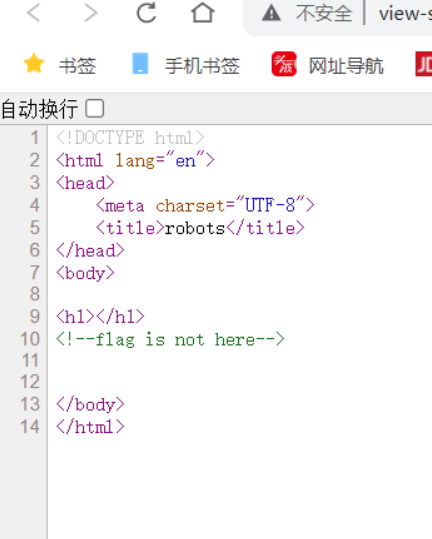 不安全 view-s
书签 手机书签 网址导航 JD
自动换行
1 <!DOCTYPE html>
2 <html lang="en">
3 <head>
4 <meta charset="UTF-8">
5 <title>robots</title>
6 </head>
7 <body>
8
9 <h1></h1>
10 <!--flag is not here-->
11
12
13 </body>
14 </html>